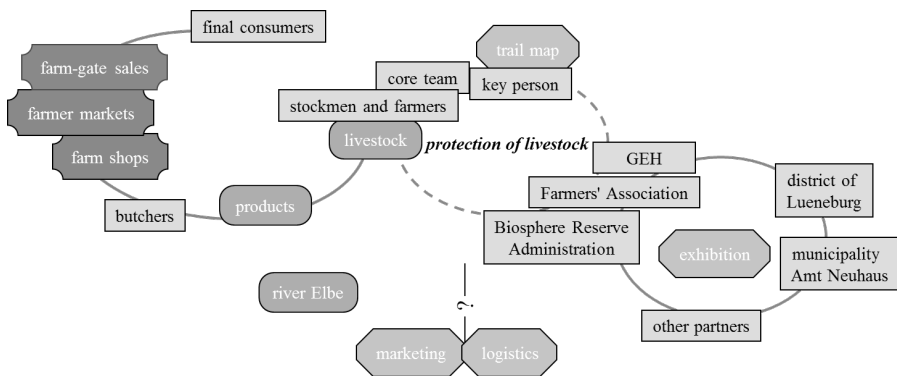 final consumers
farm-gate sales
farmer markets
farm shops
butchers
products
livestock
stockmen and farmers
core team
key person
trail map
protection of livestock
GEH
Farmers' Association
Biosphere Reserve
Administration
district of
Lueneburg
exhibition
municipality
Amt Neuhaus
other partners
river Elbe
?
marketing
logistics